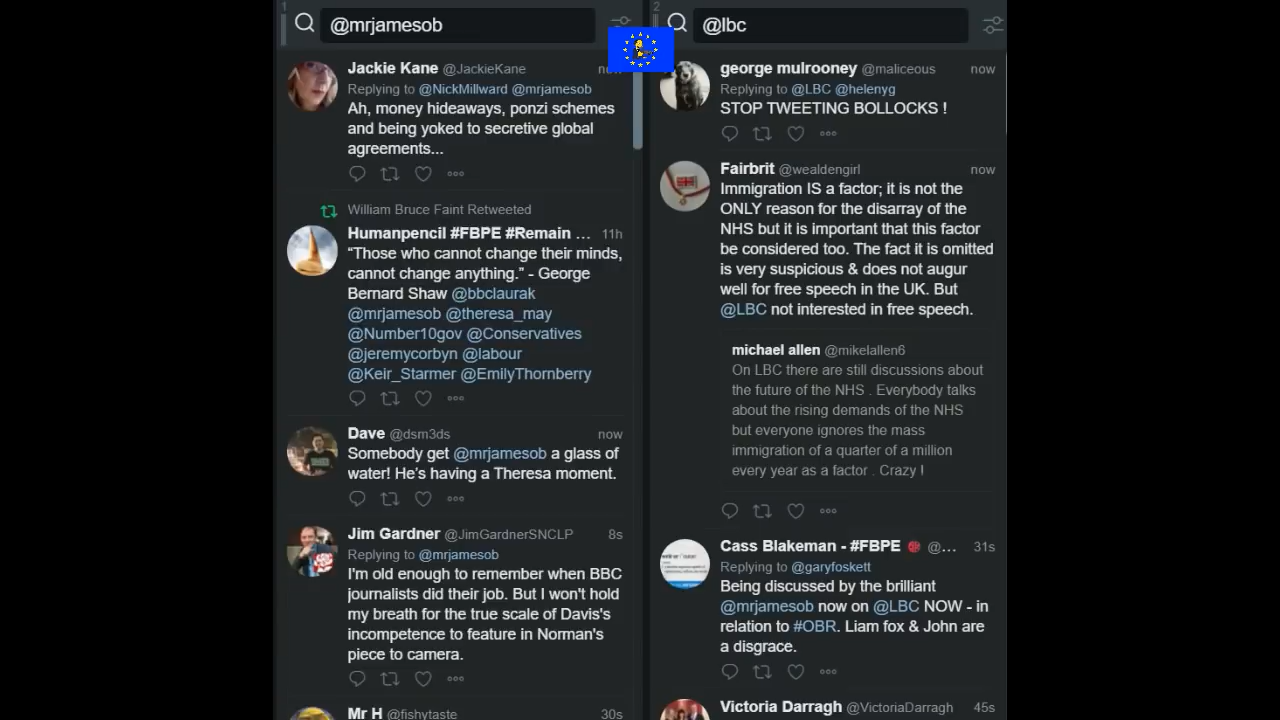 1
@mrjamesob
Jackie Kane @JackieKane
Replying to @NickMillward @mrjamesob
Ah, money hideaways, ponzi schemes
and being yoked to secretive global
agreements...
William Bruce Faint Retweeted
Humanpencil #FBPE #Remain ... 11h
“Those who cannot change their minds,
cannot change anything.” - George
Bernard Shaw @bbclaurak
@mrjamesob @theresa_may
@Number10gov @Conservatives
@jeremycorbyn @labour
@Keir_Starmer @EmilyThornberry
Dave @dsm3ds now
Somebody get @mrjamesob a glass of
water! He's having a Theresa moment.
Jim Gardner @JimGardnerSNCLP 8s
Replying to @mrjamesob
I'm old enough to remember when BBC
journalists did their job. But I won't hold
my breath for the true scale of Davis's
incompetence to feature in Norman's
piece to camera.
Mr H @fishytaste 30s
2
@lbc
george mulrooney @maliceous now
Replying to @LBC @helenyg
STOP TWEETING BOLLOCKS !
Fairbrit @wealdengirl now
Immigration IS a factor; it is not the
ONLY reason for the disarray of the
NHS but it is important that this factor
be considered too. The fact it is omitted
is very suspicious & does not augur
well for free speech in the UK. But
@LBC not interested in free speech.
michael allen @mikelallen6
On LBC there are still discussions about
the future of the NHS . Everybody talks
about the rising demands of the NHS
but everyone ignores the mass
immigration of a quarter of a million
every year as a factor . Crazy !
Cass Blakeman - #FBPE @... 31s
Replying to @garyfoskett
Being discussed by the brilliant
@mrjamesob now on @LBC NOW - in
relation to #OBR. Liam fox & John are
a disgrace.
Victoria Darragh @VictoriaDarragh 45s